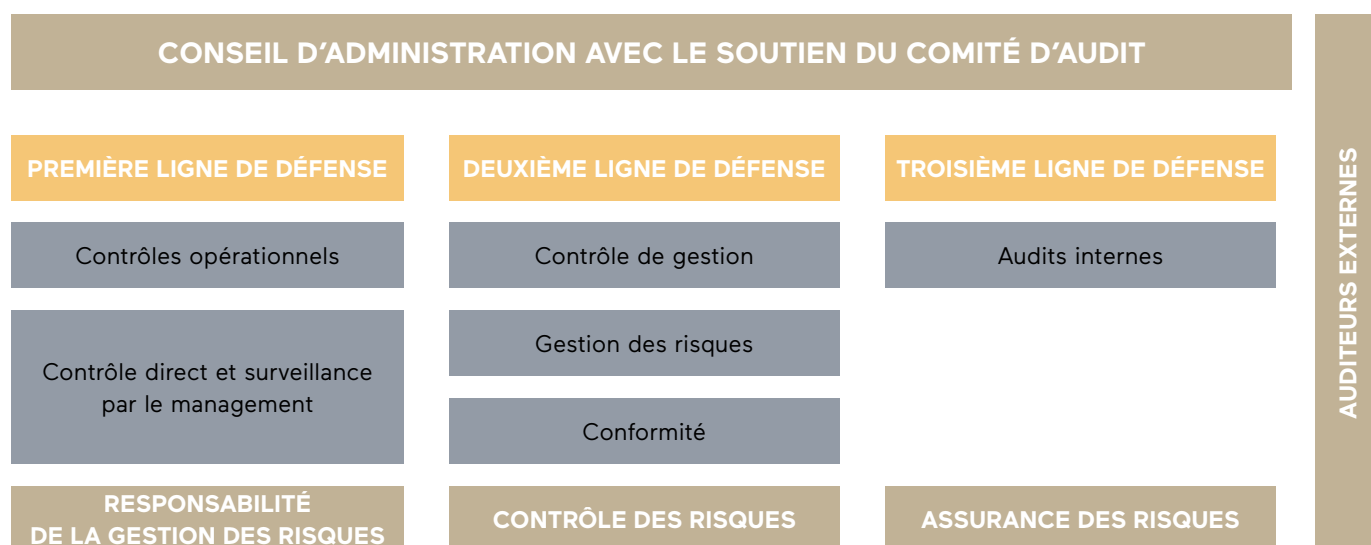 CONSEIL D’ADMINISTRATION AVEC LE SOUTIEN DU COMITÉ D’AUDIT
PREMIÈRE LIGNE DE DÉFENSE
Contrôles opérationnels
Contrôle direct et surveillance
par le management
RESPONSABILITÉ
DE LA GESTION DES RISQUES
DEUXIÈME LIGNE DE DÉFENSE
Contrôle de gestion
Gestion des risques
Conformité
CONTRÔLE DES RISQUES
TROISIÈME LIGNE DE DÉFENSE
Audits internes
ASSURANCE DES RISQUES
AUDITEURS EXTERNES